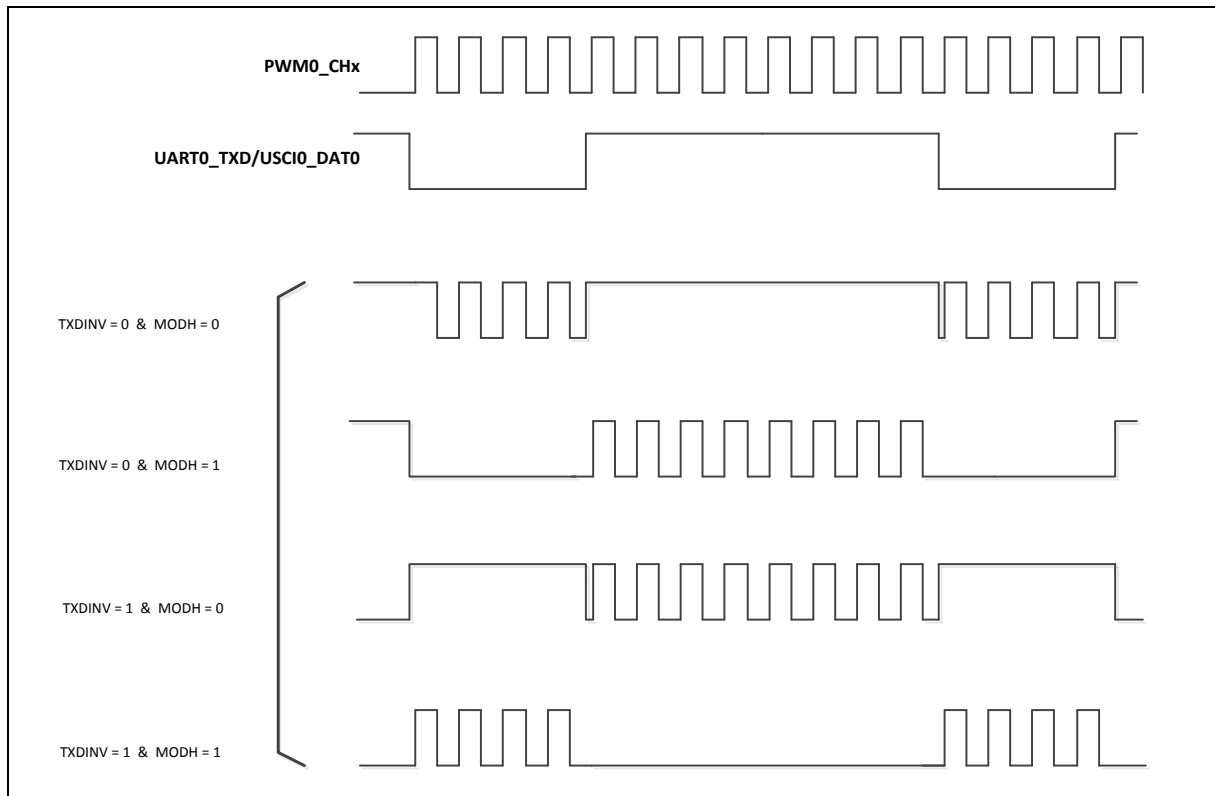 PWM0_CHx
UART0_TXD/USCI0_DAT0
TXDINV = 0 & MODH = 0
TXDINV = 0 & MODH = 1
TXDINV = 1 & MODH = 0
TXDINV = 1 & MODH = 1